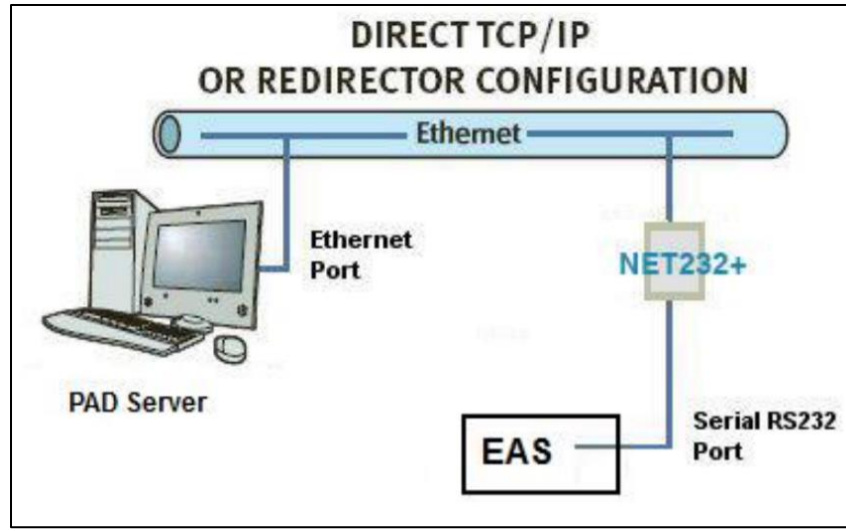 DIRECT TCP/IP
OR REDIRECTOR CONFIGURATION
Ethernet
Ethernet
Port
NET232+
PAD Server
EAS
Serial RS232
Port